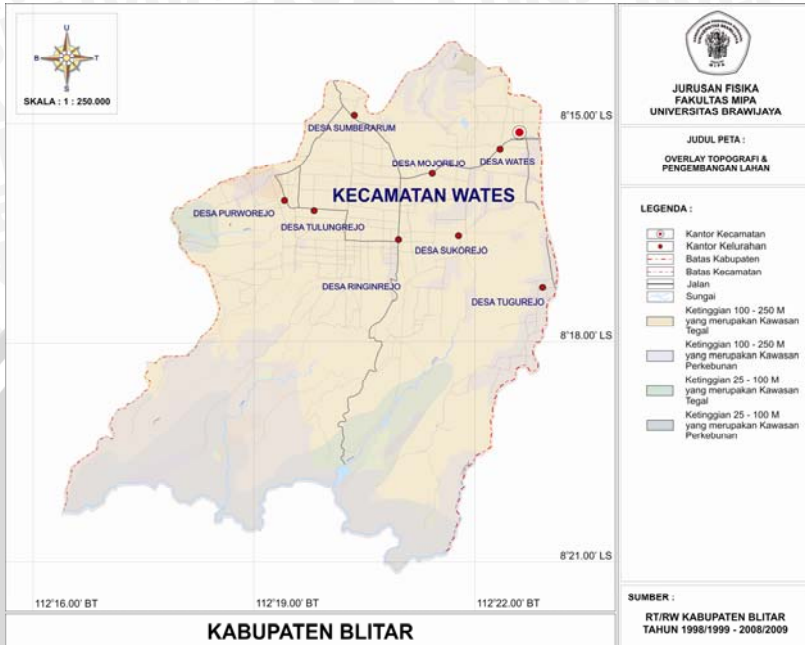 U
B
T
S
SKALA : 1 : 250.000
DESA SUMBERARUM
DESA MOJOREJO
DESA WATES
KECAMATAN WATES
DESA PURWOREJO
DESA TULUNGREJO
DESA SUKOREJO
DESA RINGINREJO
DESA TUGUREJO
8°15.00' LS
8°18.00' LS
8°21.00' LS
112°16.00' BT
112°19.00' BT
112°22.00' BT
KABUPATEN BLITAR
JURUSAN FISIKA
FAKULTAS MIPA
UNIVERSITAS BRAWIJAYA
JUDUL PETA :
OVERLAY TOPOGRAFI &
PENGEMBANGAN LAHAN
LEGENDA :
Kantor Kecamatan
Kantor Kelurahan
Batas Kabupaten
Batas Kecamatan
Jalan
Sungai
Ketinggian 100 - 250 M
yang merupakan Kawasan
Tegal
Ketinggian 100 - 250 M
yang merupakan Kawasan
Perkebunan
Ketinggian 25 - 100 M
yang merupakan Kawasan
Tegal
Ketinggian 25 - 100 M
yang merupakan Kawasan
Perkebunan
SUMBER :
RT/RW KABUPATEN BLITAR
TAHUN 1998/1999 - 2008/2009